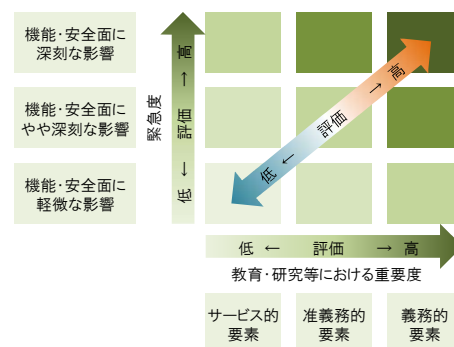 機能・安全面に
深刻な影響
機能・安全面に
やや深刻な影響
機能・安全面に
軽微な影響
緊急度
低 ← 評価 → 高
低 ← 評価 → 高
低 ← 評価 → 高
教育・研究等における重要度
サービス的
要素
准義務的
要素
義務的
要素